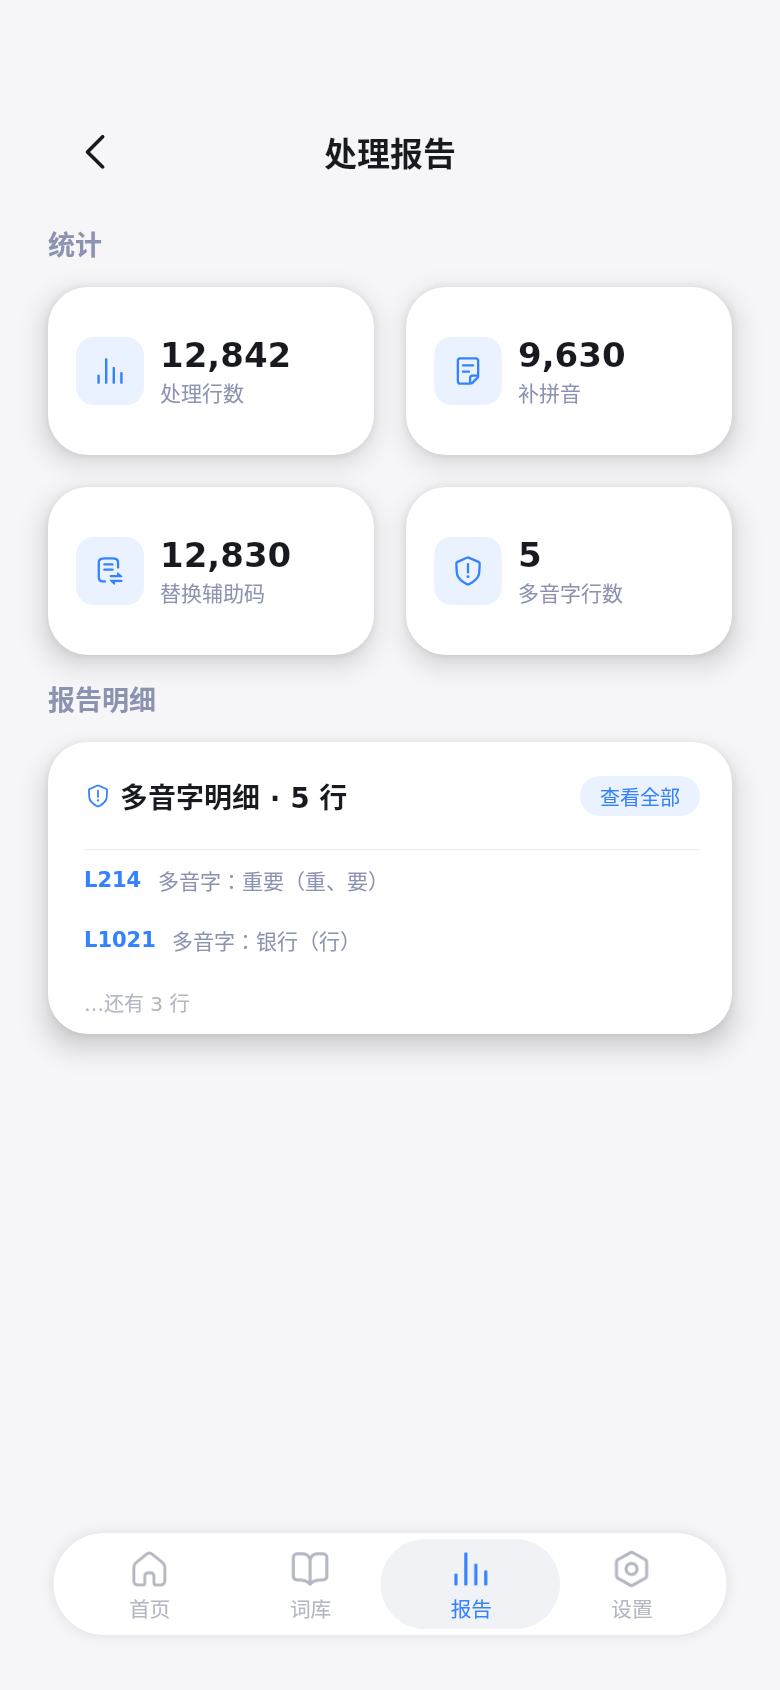 处理报告
统计
12,842
处理行数
9,630
补拼音
12,830
替换辅助码
5
多音字行数
报告明细
多音字明细 · 5 行
查看全部
L214 多音字：重要（重、要）
L1021 多音字：银行（行）
…还有 3 行
首页
词库
报告
设置